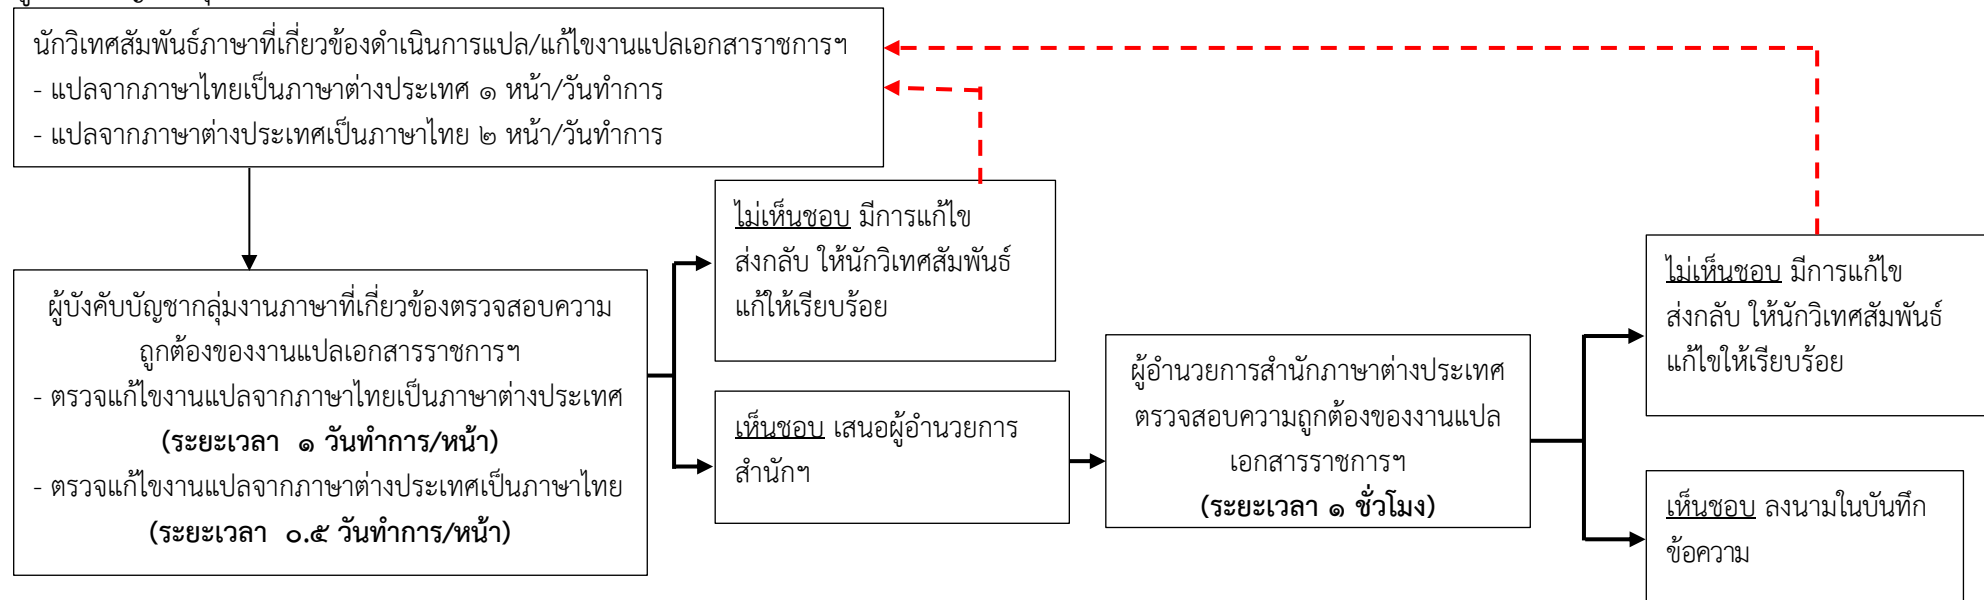 นักวิเทศสัมพันธ์ภาษาที่เกี่ยวข้องดำเนินการแปล/แก้ไขงานแปลเอกสาราชการฯ
- แปลจากภาษาไทยเป็นภาษาต่างประเทศ ๑ หน้า/วันทำการ
- แปลจากภาษาต่างประเทศเป็นภาษาไทย ๒ หน้า/วันทำการ
ผู้บังคับบัญชากลุ่มงานภาษาที่เกี่ยวข้องตรวจสอบความ
ถูกต้องของงานแปลเอกสารราชการฯ
- ตรวจแก้ไขงานแปลจากภาษาไทยเป็นภาษาต่างประเทศ
(ระยะเวลา ๑ วันทำการ/หน้า)
- ตรวจแก้ไขงานแปลจากภาษาต่างประเทศเป็นภาษาไทย
(ระยะเวลา ๐.๕ วันทำการ/หน้า)
ไม่เห็นชอบ มีการแก้ไข
ส่งกลับ ให้นักวิเทศสัมพันธ์
แก้ให้เรียบร้อย
เห็นชอบ เสนอผู้อำนวยการ
สำนักฯ
ผู้อำนวยการสำนักภาษาต่างประเทศ
ตรวจสอบความถูกต้องของงานแปล
เอกสารราชการฯ
(ระยะเวลา ๑ ชั่วโมง)
ไม่เห็นชอบ มีการแก้ไข
ส่งกลับ ให้นักวิเทศสัมพันธ์
แก้ไขให้เรียบร้อย
เห็นชอบ ลงนามในบันทึก
ข้อความ